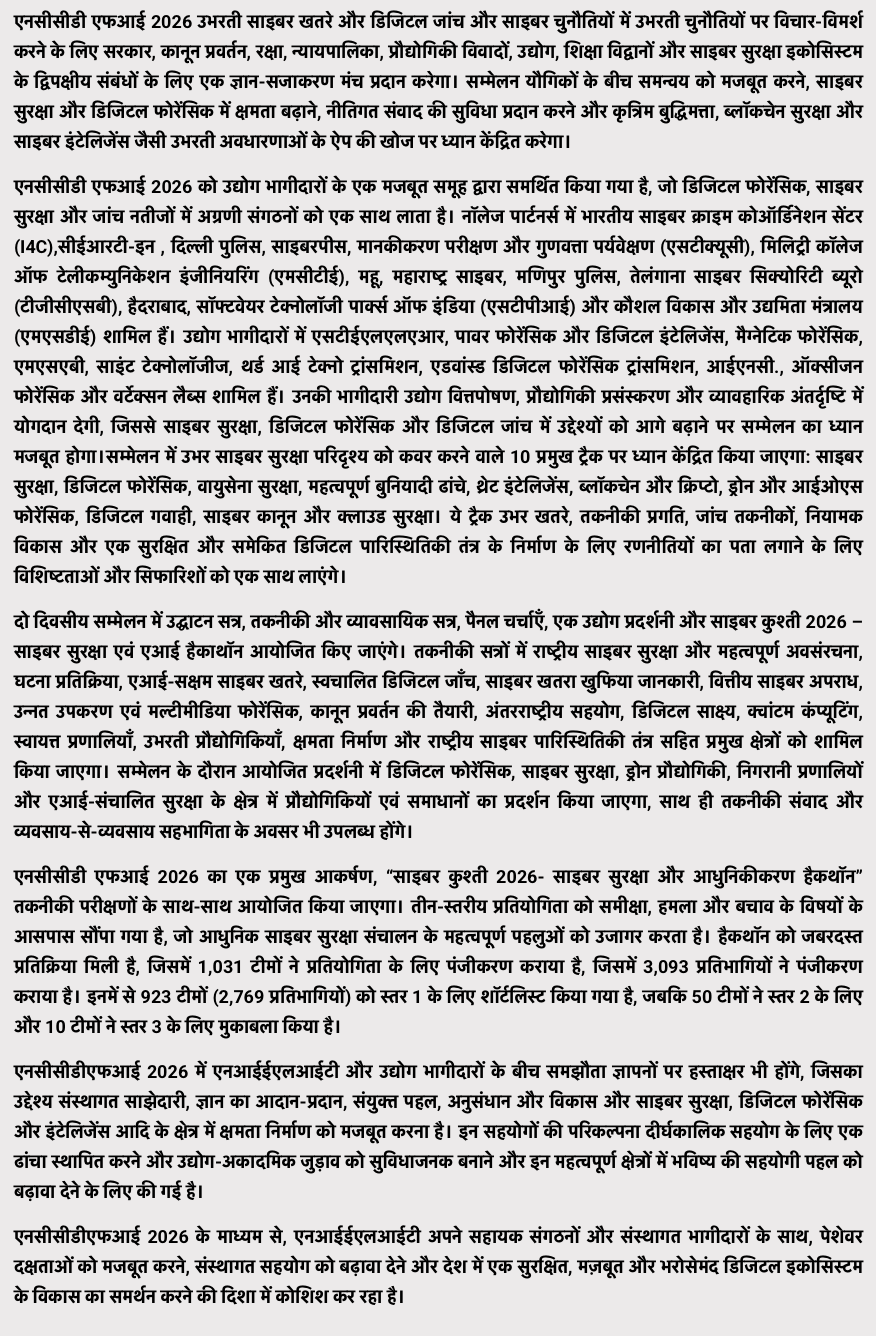 एनसीसीडी एफआई 2026 उभरती साइबर खतरे और डिजिटल जांच और साइबर चुनौतियों में उभरती चुनौतियों पर विचार-विमर्श
करने के लिए सरकार, कानून प्रवर्तन, रक्षा, न्यायपालिका, प्रौद्योगिकी विवादों, उद्योग, शिक्षा विद्वानों और साइबर सुरक्षा इकोसिस्टम
के द्विपक्षीय संबंधों के लिए एक ज्ञान-सजाकरण मंच प्रदान करेगा। सम्मेलन यौगिकों के बीच समन्वय को मजबूत करने, साइबर
सुरक्षा और डिजिटल फोरेंसिक में क्षमता बढ़ाने, नीतिगत संवाद की सुविधा प्रदान करने और कृत्रिम बुद्धिमत्ता, ब्लॉकचेन सुरक्षा और
साइबर इंटेलिजेंस जैसी उभरती अवधारणाओं के ऐप की खोज पर ध्यान केंद्रित करेगा।
एनसीसीडी एफआई 2026 को उद्योग भागीदारों के एक मजबूत समूह द्वारा समर्थित किया गया है, जो डिजिटल फोरेंसिक, साइबर
सुरक्षा और जांच नतीजों में अग्रणी संगठनों को एक साथ लाता है। नॉलेज पार्टनर्स में भारतीय साइबर क्राइम कोऑर्डिनेशन सेंटर
(I4C),सीईआरटी-इन , दिल्ली पुलिस, साइबरपीस, मानकीकरण परीक्षण और गुणवत्ता पर्यवेक्षण (एसटीक्यूसी), मिलिट्री कॉलेज
ऑफ टेलीकम्युनिकेशन इंजीनियरिंग (एमसीटीई), महू, महाराष्ट्र साइबर, मणिपुर पुलिस, तेलंगाना साइबर सिक्योरिटी ब्यूरो
(टीजीसीएसबी), हैदराबाद, सॉफ्टवेयर टेक्नोलॉजी पार्क्स ऑफ इंडिया (एसटीपीआई) और कौशल विकास और उद्यमिता मंत्रालय
(एमएसडीई) शामिल हैं। उद्योग भागीदारों में एसटीईएलएलएआर, पावर फोरेंसिक और डिजिटल इंटेलिजेंस, मैग्नेटिक फोरेंसिक,
एमएसएबी, साइंट टेक्नोलॉजीज, थर्ड आई टेक्नो ट्रांसमिशन, एडवांस्ड डिजिटल फोरेंसिक ट्रांसमिशन, आईएनसी., ऑक्सीजन
फोरेंसिक और वर्टेक्सन लैब्स शामिल हैं। उनकी भागीदारी उद्योग वित्तपोषण, प्रौद्योगिकी प्रसंस्करण और व्यावहारिक अंतर्दृष्टि में
योगदान देगी, जिससे साइबर सुरक्षा, डिजिटल फोरेंसिक और डिजिटल जांच में उद्देश्यों को आगे बढ़ाने पर सम्मेलन का ध्यान
मजबूत होगा।सम्मेलन में उभर साइबर सुरक्षा परिदृश्य को कवर करने वाले 10 प्रमुख ट्रैक पर ध्यान केंद्रित किया जाएगा: साइबर
सुरक्षा, डिजिटल फोरेंसिक, वायुसेना सुरक्षा, महत्वपूर्ण बुनियादी ढांचे, थ्रेट इंटेलिजेंस, ब्लॉकचेन और क्रिप्टो, ड्रोन और आईओएस
फोरेंसिक, डिजिटल गवाही, साइबर कानून और क्लाउड सुरक्षा। ये ट्रैक उभर खतरे, तकनीकी प्रगति, जांच तकनीकों, नियामक
विकास और एक सुरक्षित और समेकित डिजिटल पारिस्थितिकी तंत्र के निर्माण के लिए रणनीतियों का पता लगाने के लिए
विशिष्टताओं और सिफारिशों को एक साथ लाएंगे।
दो दिवसीय सम्मेलन में उद्घाटन सत्र, तकनीकी और व्यावसायिक सत्र, पैनल चर्चाएँ, एक उद्योग प्रदर्शनी और साइबर कुश्ती 2026 –
साइबर सुरक्षा एवं एआई हैकाथॉन आयोजित किए जाएंगे। तकनीकी सत्रों में राष्ट्रीय साइबर सुरक्षा और महत्वपूर्ण अवसंरचना,
घटना प्रतिक्रिया, एआई-सक्षम साइबर खतरे, स्वचालित डिजिटल जाँच, साइबर खतरा खुफिया जानकारी, वित्तीय साइबर अपराध,
उन्नत उपकरण एवं मल्टीमीडिया फोरेंसिक, कानून प्रवर्तन की तैयारी, अंतरराष्ट्रीय सहयोग, डिजिटल साक्ष्य, क्वांटम कंप्यूटिंग,
स्वायत्त प्रणालियाँ, उभरती प्रौद्योगिकियाँ, क्षमता निर्माण और राष्ट्रीय साइबर पारिस्थितिकी तंत्र सहित प्रमुख क्षेत्रों को शामिल
किया जाएगा। सम्मेलन के दौरान आयोजित प्रदर्शनी में डिजिटल फोरेंसिक, साइबर सुरक्षा, ड्रोन प्रौद्योगिकी, निगरानी प्रणालियों
और एआई-संचालित सुरक्षा के क्षेत्र में प्रौद्योगिकियों एवं समाधानों का प्रदर्शन किया जाएगा, साथ ही तकनीकी संवाद और
व्यवसाय-से-व्यवसाय सहभागिता के अवसर भी उपलब्ध होंगे।
एनसीसीडी एफआई 2026 का एक प्रमुख आकर्षण, “साइबर कुश्ती 2026- साइबर सुरक्षा और आधुनिकीकरण हैकथॉन”
तकनीकी परीक्षणों के साथ-साथ आयोजित किया जाएगा। तीन-स्तरीय प्रतियोगिता को समीक्षा, हमला और बचाव के विषयों के
आसपास सौंपा गया है, जो आधुनिक साइबर सुरक्षा संचालन के महत्वपूर्ण पहलुओं को उजागर करता है। हैकथॉन को जबरदस्त
प्रतिक्रिया मिली है, जिसमें 1,031 टीमों ने प्रतियोगिता के लिए पंजीकरण कराया है, जिसमें 3,093 प्रतिभागियों ने पंजीकरण
कराया है। इनमें से 923 टीमों (2,769 प्रतिभागियों) को स्तर 1 के लिए शॉर्टलिस्ट किया गया है, जबकि 50 टीमों ने स्तर 2 के लिए
और 10 टीमों ने स्तर 3 के लिए मुकाबला किया है।
एनसीसीडीएफआई 2026 में एनआईईएलआईटी और उद्योग भागीदारों के बीच समझौता ज्ञापनों पर हस्ताक्षर भी होंगे, जिसका
उद्देश्य संस्थागत साझेदारी, ज्ञान का आदान-प्रदान, संयुक्त पहल, अनुसंधान और विकास और साइबर सुरक्षा, डिजिटल फोरेंसिक
और इंटेलिजेंस आदि के क्षेत्र में क्षमता निर्माण को मजबूत करना है। इन सहयोगों की परिकल्पना दीर्घकालिक सहयोग के लिए एक
ढांचा स्थापित करने और उद्योग-अकादमिक जुड़ाव को सुविधाजनक बनाने और इन महत्वपूर्ण क्षेत्रों में भविष्य की सहयोगी पहल को
बढ़ावा देने के लिए की गई है।
एनसीसीडीएफआई 2026 के माध्यम से, एनआईईएलआईटी अपने सहायक संगठनों और संस्थागत भागीदारों के साथ, पेशेवर
दक्षताओं को मजबूत करने, संस्थागत सहयोग को बढ़ावा देने और देश में एक सुरक्षित, मज़बूत और भरोसेमंद डिजिटल इकोसिस्टम
के विकास का समर्थन करने की दिशा में कोशिश कर रहा है।